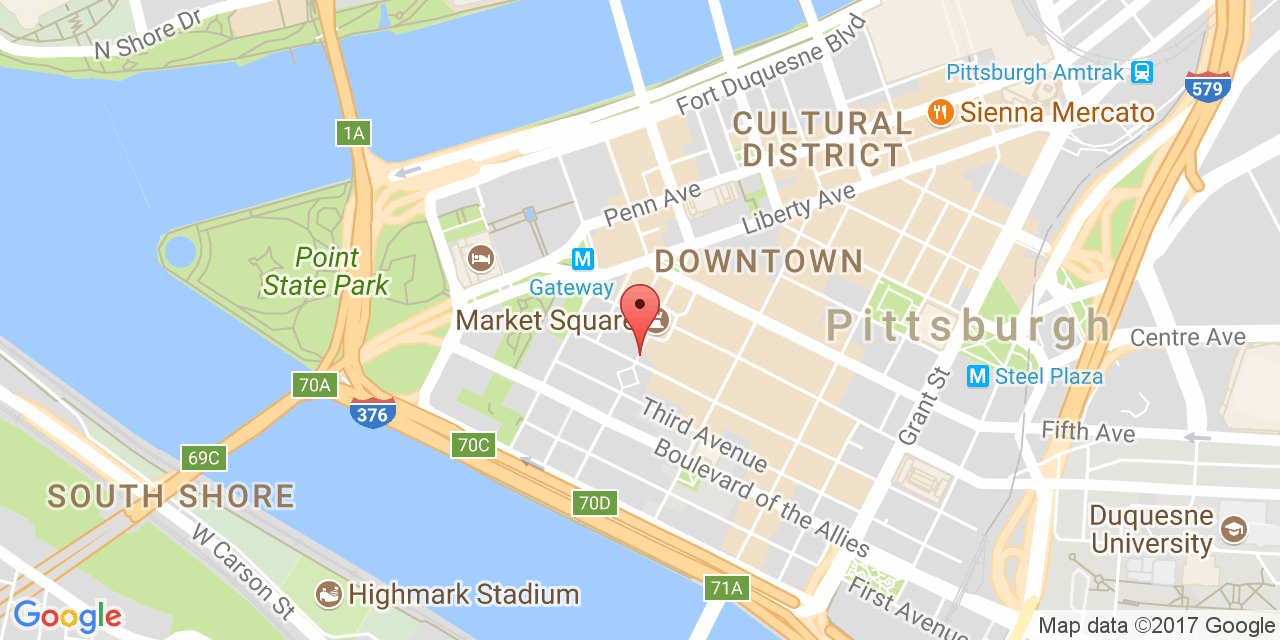 N Shore Dr
Fort Duquesne Blvd
Pittsburgh Amtrak
579
Sienna Mercato
1A
CULTURAL
DISTRICT
Penn Ave
Liberty Ave
Point
State Park
M
Gateway
DOWNTOWN
Market Square
Pittsburgh
Centre Ave
M
Steel Plaza
70A
376
Grant St
Third Avenue
Fifth Ave
70C
69C
Boulevard of the Allies
SOUTH SHORE
70D
Duquesne
University
W Carson St
71A
Highmark Stadium
First Avenue
Google
Map data ©2017 Google